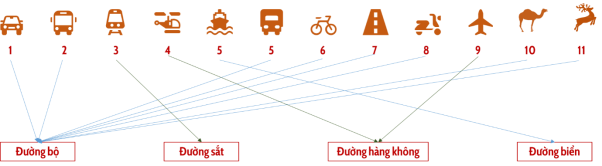 1 2 3 4 5 5 6 7 8 9 10 11
Đường bộ Đường sắt Đường hàng không Đường biển